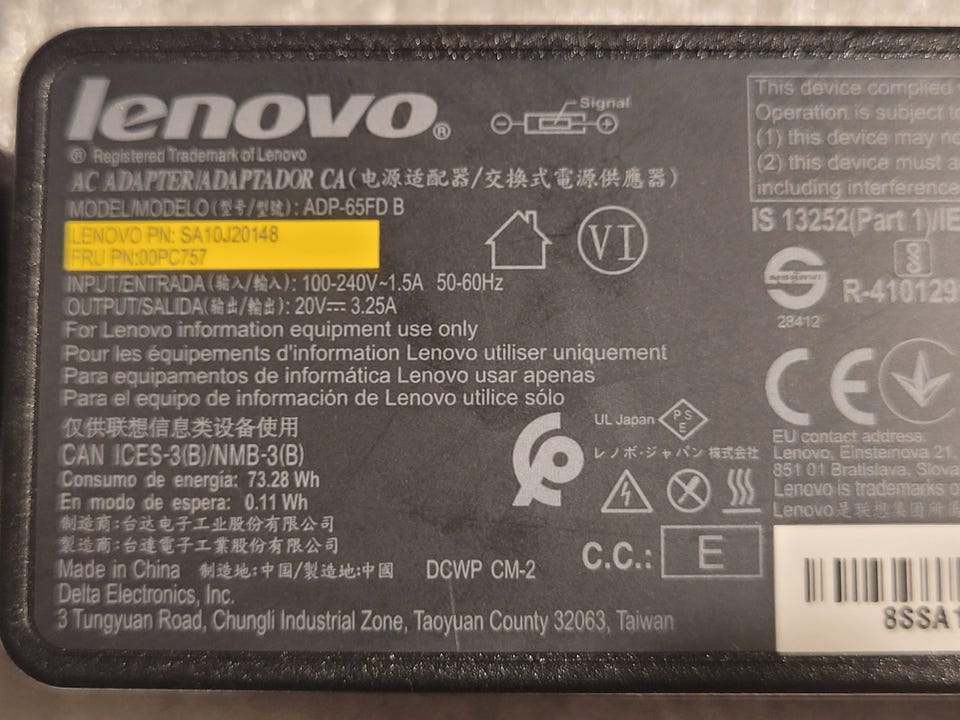 lenovo®
Signal
® Registered Trademark of Lenovo
AC ADAPTER/ADAPTADOR CA(电源适配器/交換式電源供應器)
MODEL/MODELO(型号/型號): ADP-65FD B
LENOVO PN: SA10J20148
FRU PN:00PC757
INPUT/ENTRADA(输入/輸入): 100-240V~1.5A 50-60Hz
OUTPUT/SALIDA(输出/輸出): 20V⎓ 3.25A
For Lenovo information equipment use only
Pour les équipements d'information Lenovo utiliser uniquement
Para equipamentos de informática Lenovo usar apenas
Para el equipo de información de Lenovo utilice sólo
仅供联想信息类设备使用
CAN ICES-3(B)/NMB-3(B)
Consumo de energía: 73.28 Wh
En modo de espera: 0.11 Wh
制造商:台达电子工业股份有限公司
製造商:台達電子工業股份有限公司
Made in China 制造地:中国/製造地:中國 DCWP CM-2
Delta Electronics, Inc.
3 Tungyuan Road, Chungli Industrial Zone, Taoyuan County 32063, Taiwan
VI
UL Japan
PSE
レノボ・ジャパン 株式会社
C.C.: E
This device complied
Operation is subject to
(1) this device may no
(2) this device must a
including interference
IS 13252(Part 1)/IE
R-410129
28412
CE
EU contact address:
Lenovo, Einsteinova 21,
851 01 Bratislava, Slova
Lenovo is trademarks o
Lenovo是联想集团所
8SSA1